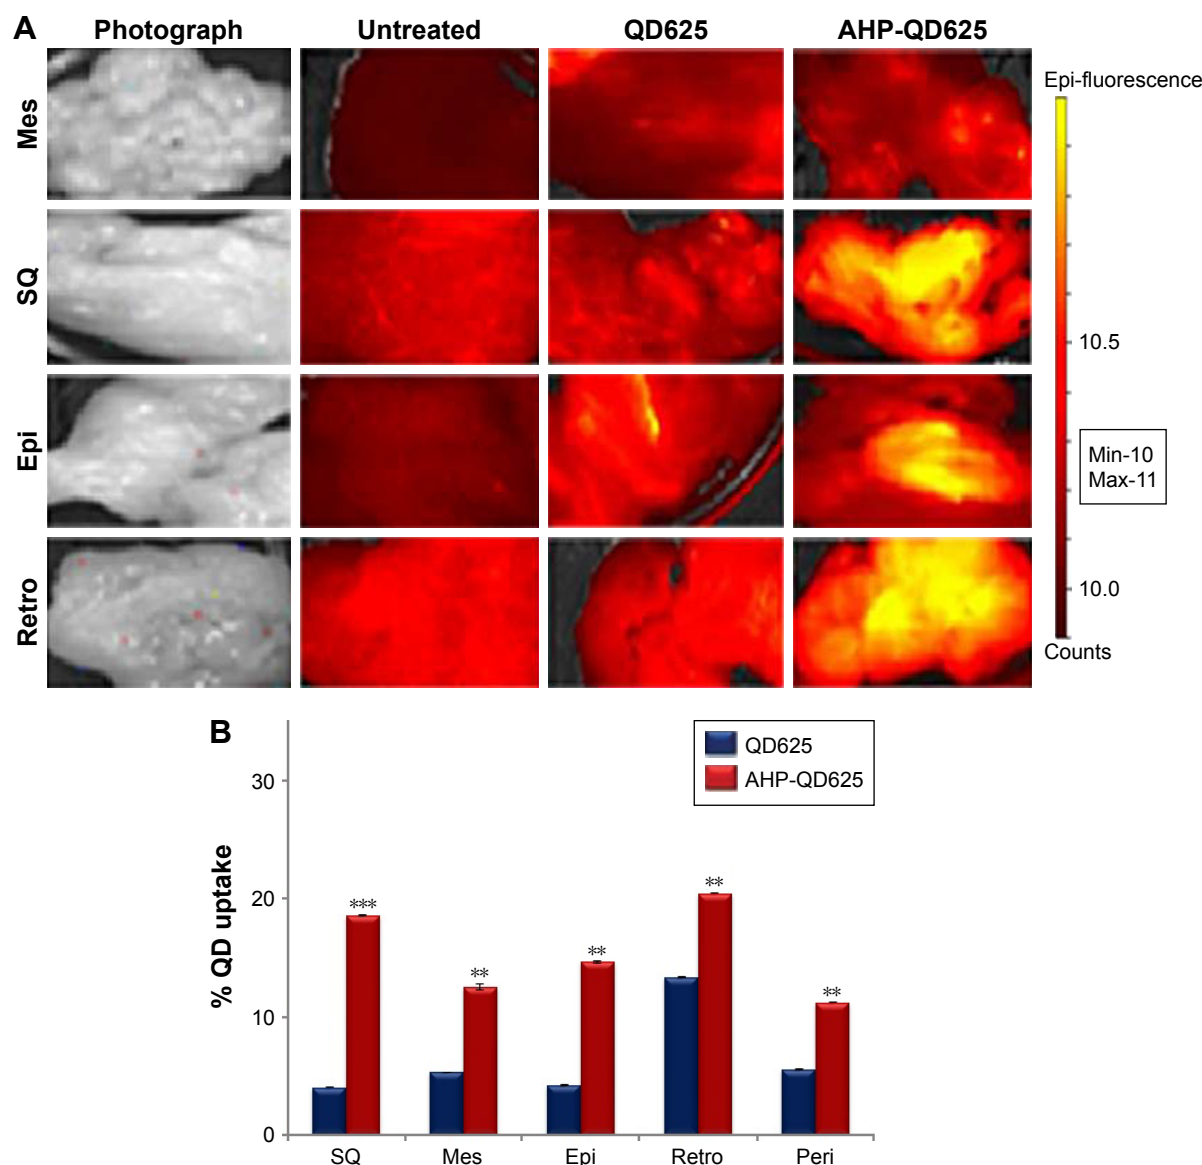 A
Photograph
Untreated
QD625
AHP-QD625
Mes
SQ
Epi
Retro
Epi-fluorescence
10.5
Min-10
Max-11
10.0
Counts
B
QD625
AHP-QD625
% QD uptake
30
20
10
0
***
**
**
**
**
SQ
Mes
Epi
Retro
Peri